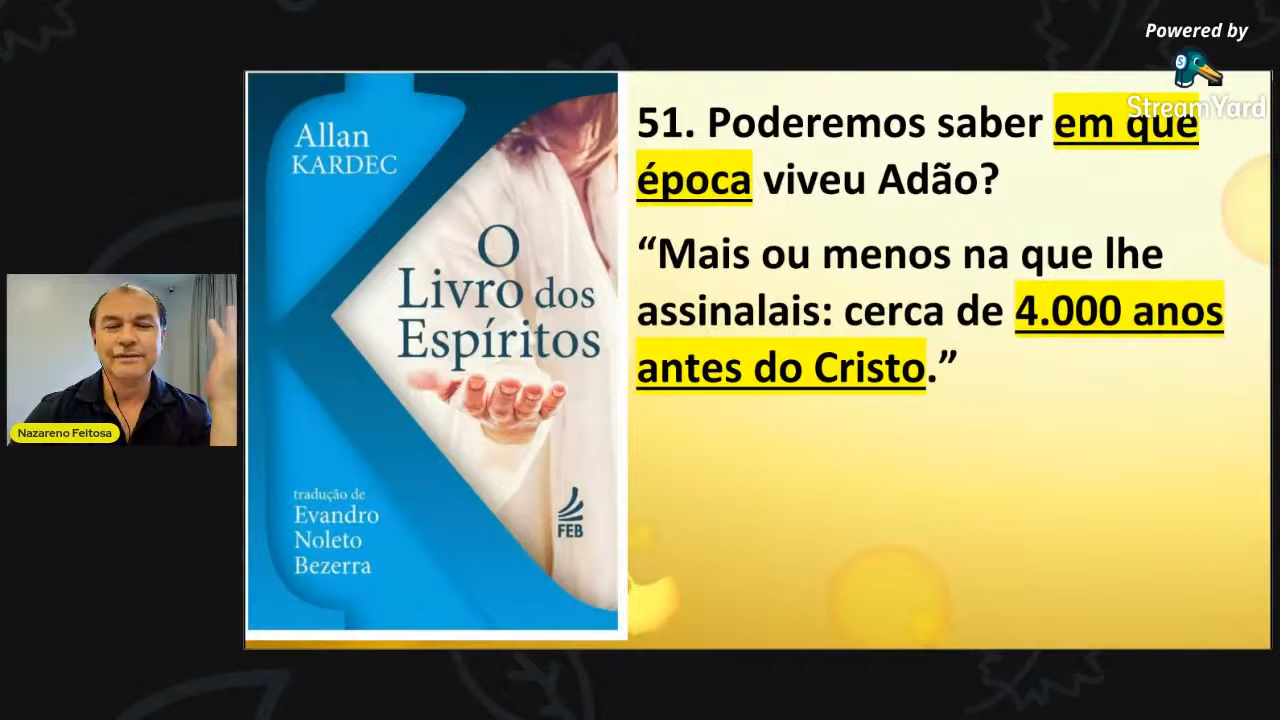 Powered by
StreamYard
51. Poderemos saber em que
época viveu Adão?
“Mais ou menos na que lhe
assinalais: cerca de 4.000 anos
antes do Cristo.”
Allan
KARDEC
O
Livro dos
Espíritos
tradução de
Evandro
Noleto
Bezerra
FEB
Nazareno Feitosa